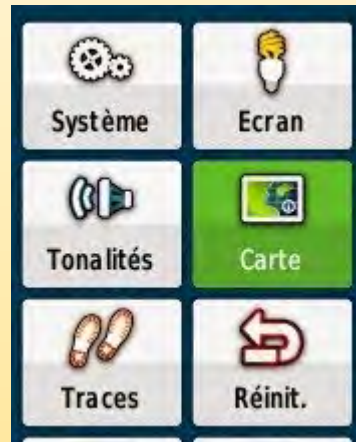 Système
Ecran
Tonalités
Carte
Traces
Réinit.